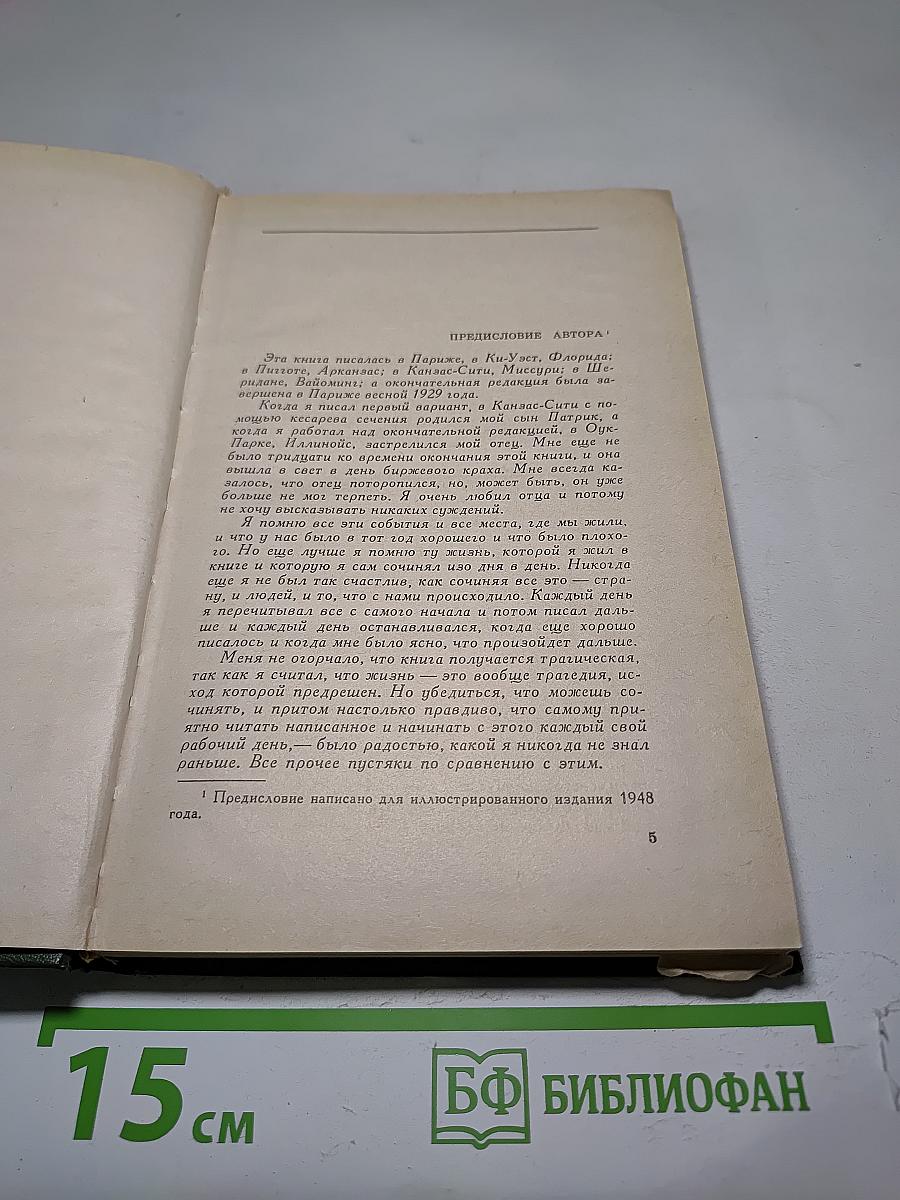 ПРЕДИСЛОВИЕ АВТОРА¹
Эта книга писалась в Париже, в Ки-Уэст, Флорида;
в Пигготе, Арканзас; в Канзас-Сити, Миссури; в Ше-
ридане, Вайоминг; а окончательная редакция была за-
вершена в Париже весной 1929 года.
Когда я писал первый вариант, в Канзас-Сити с по-
мощью кесарева сечения родился мой сын Патрик, а
когда я работал над окончательной редакцией, в Оук-
Парке, Иллинойс, застрелился мой отец. Мне еще не
было тридцати ко времени окончания этой книги, и она
вышла в свет в день биржевого краха. Мне всегда ка-
залось, что отец поторопился, но, может быть, он уже
больше не мог терпеть. Я очень любил отца и потому
не хочу высказывать никаких суждений.
Я помню все эти события и все места, где мы жили,
и что у нас было в тот год хорошего и что было плохо-
го. Но еще лучше я помню ту жизнь, которой я жил в
книге и которую я сам сочинял изо дня в день. Никогда
еще я не был так счастлив, как сочиняя все это — стра-
ну, и людей, и то, что с нами происходило. Каждый день
я перечитывал все с самого начала и потом писал даль-
ше и каждый день останавливался, когда еще хорошо
писалось и когда мне было ясно, что произойдет дальше.
Меня не огорчало, что книга получается трагическая,
так как я считал, что жизнь — это вообще трагедия, ис-
ход которой предрешен. Но убедиться, что можешь со-
чинять, и притом настолько правдиво, что самому при-
ятно читать написанное и начинать с этого каждый свой
рабочий день,— было радостью, какой я никогда не знал
раньше. Все прочее пустяки по сравнению с этим.
¹ Предисловие написано для иллюстрированного издания 1948
года.
5
15 см
БФ БИБЛИОФАН